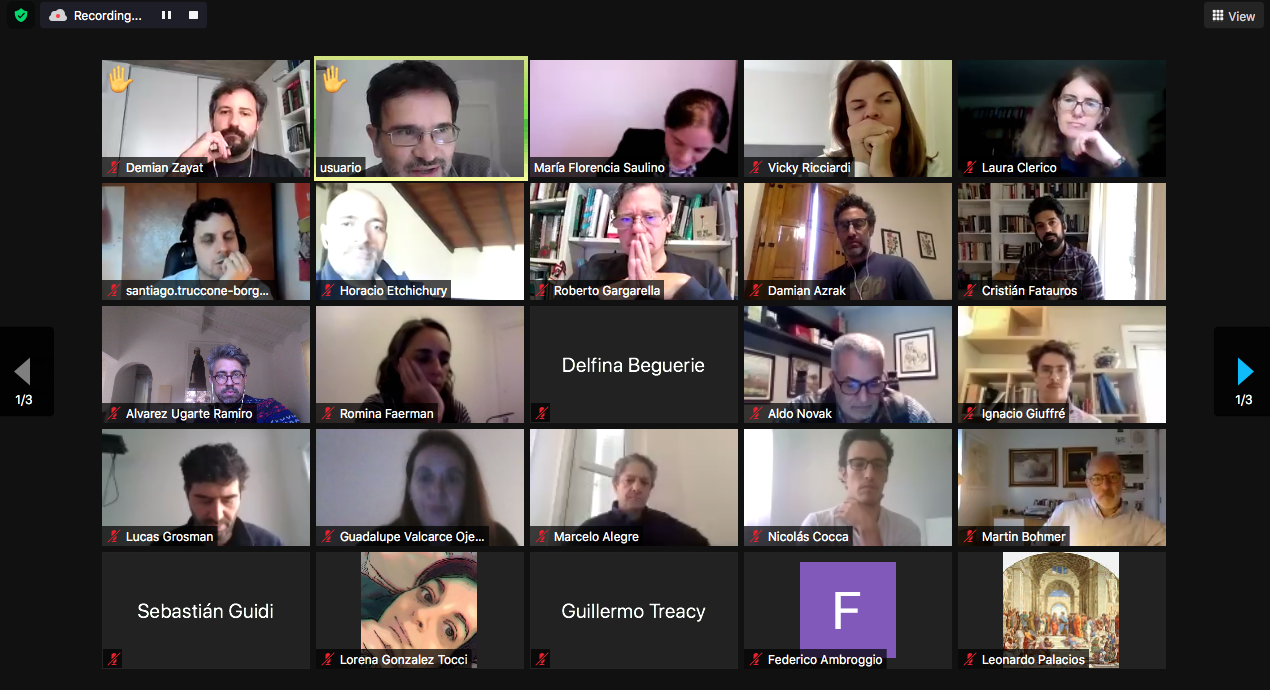 Recording...
View
Demian Zayat
usuario
María Florencia Saulino
Vicky Ricciardi
Laura Clerico
santiago.truccone-borg...
Horacio Etchichury
Roberto Gargarella
Damian Azrak
Cristián Fatauros
1/3
Alvarez Ugarte Ramiro
Romina Faerman
Delfina Beguerie
Aldo Novak
Ignacio Giuffré
1/3
Lucas Grosman
Guadalupe Valcarce Oje...
Marcelo Alegre
Nicolás Cocca
Martin Bohmer
Sebastián Guidi
Lorena Gonzalez Tocci
Guillermo Treacy
F
Federico Ambroggio
Leonardo Palacios